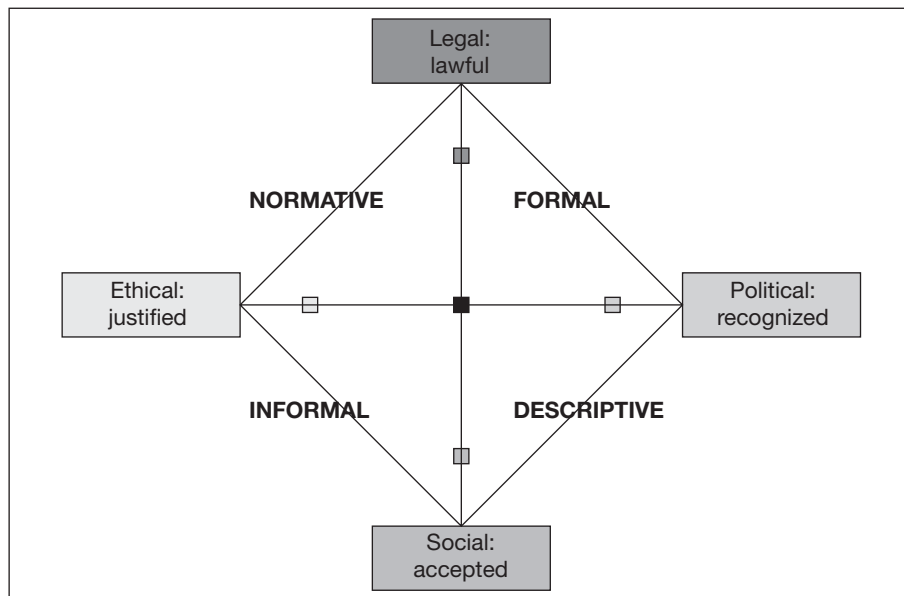 Legal:
lawful
NORMATIVE
FORMAL
Ethical:
justified
Political:
recognized
INFORMAL
DESCRIPTIVE
Social:
accepted